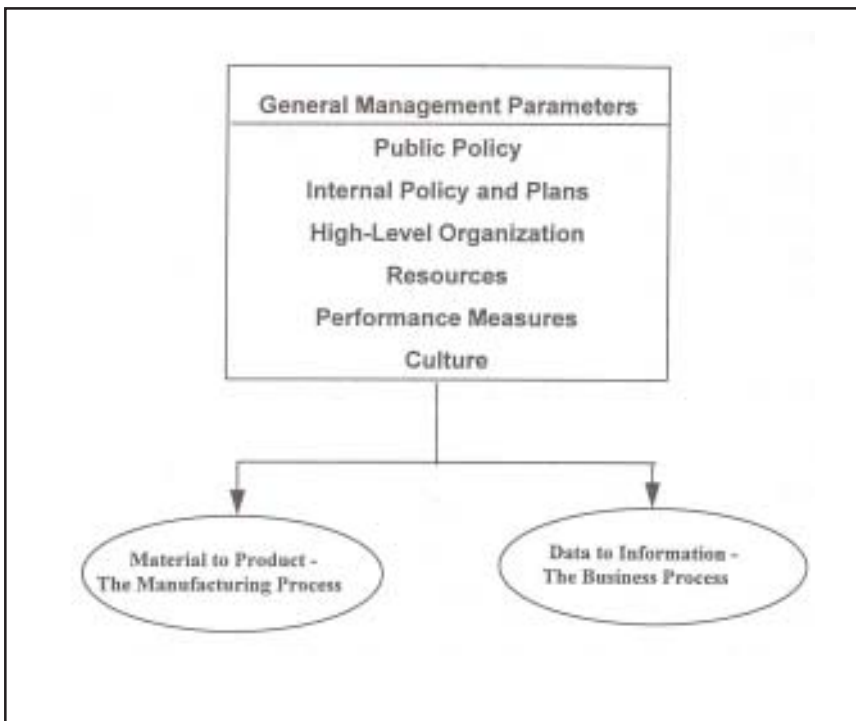 General Management Parameters
Public Policy
Internal Policy and Plans
High-Level Organization
Resources
Performance Measures
Culture
Material to Product -
The Manufacturing Process
Data to Information -
The Business Process